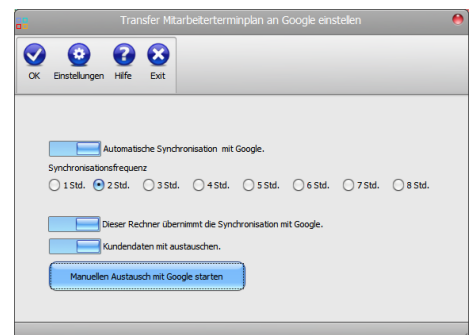 Transfer Mitarbeiterterminplan an Google einstellen
OK Einstellungen Hilfe Exit
Automatische Synchronisation mit Google.
Synchronisationsfrequenz
1 Std. 2 Std. 3 Std. 4 Std. 5 Std. 6 Std. 7 Std. 8 Std.
Dieser Rechner übernimmt die Synchronisation mit Google.
Kundendaten mit austauschen.
Manuellen Austausch mit Google starten